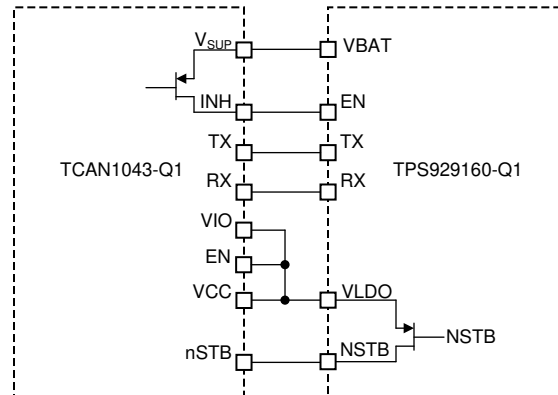 VSUP VBAT
INH EN
TX TX
TCAN1043-Q1 TPS929160-Q1
RX RX
VIO
EN
VCC VLDO
NSTB
nSTB NSTB